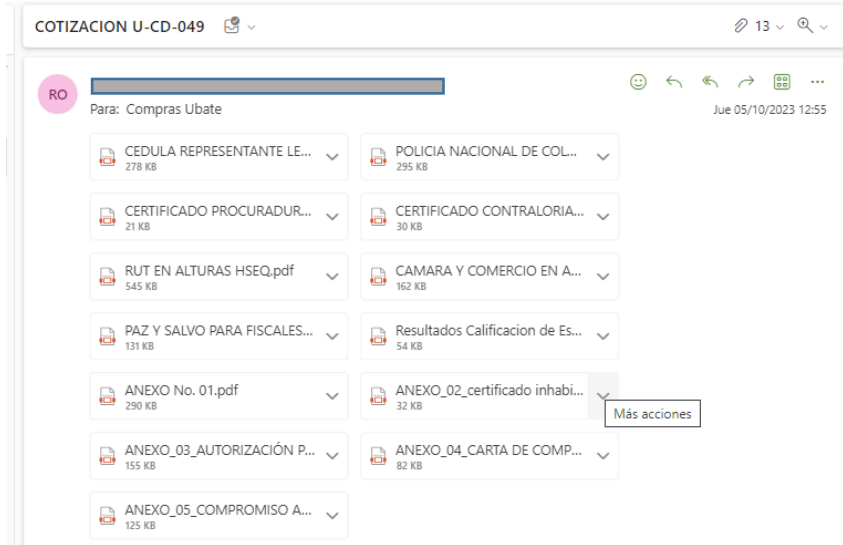 COTIZACION U-CD-049
13
RO
Para: Compras Ubate
Jue 05/10/2023 12:55
CEDULA REPRESENTANTE LE...
278 KB
POLICIA NACIONAL DE COL...
295 KB
CERTIFICADO PROCURADUR...
21 KB
CERTIFICADO CONTRALORIA...
30 KB
RUT EN ALTURAS HSEQ.pdf
545 KB
CAMARA Y COMERCIO EN A...
162 KB
PAZ Y SALVO PARA FISCALES...
131 KB
Resultados Calificacion de Es...
54 KB
ANEXO No. 01.pdf
290 KB
ANEXO_02_certificado inhabi...
32 KB
Más acciones
ANEXO_03_AUTORIZACIÓN P...
155 KB
ANEXO_04_CARTA DE COMP...
82 KB
ANEXO_05_COMPROMISO A...
125 KB